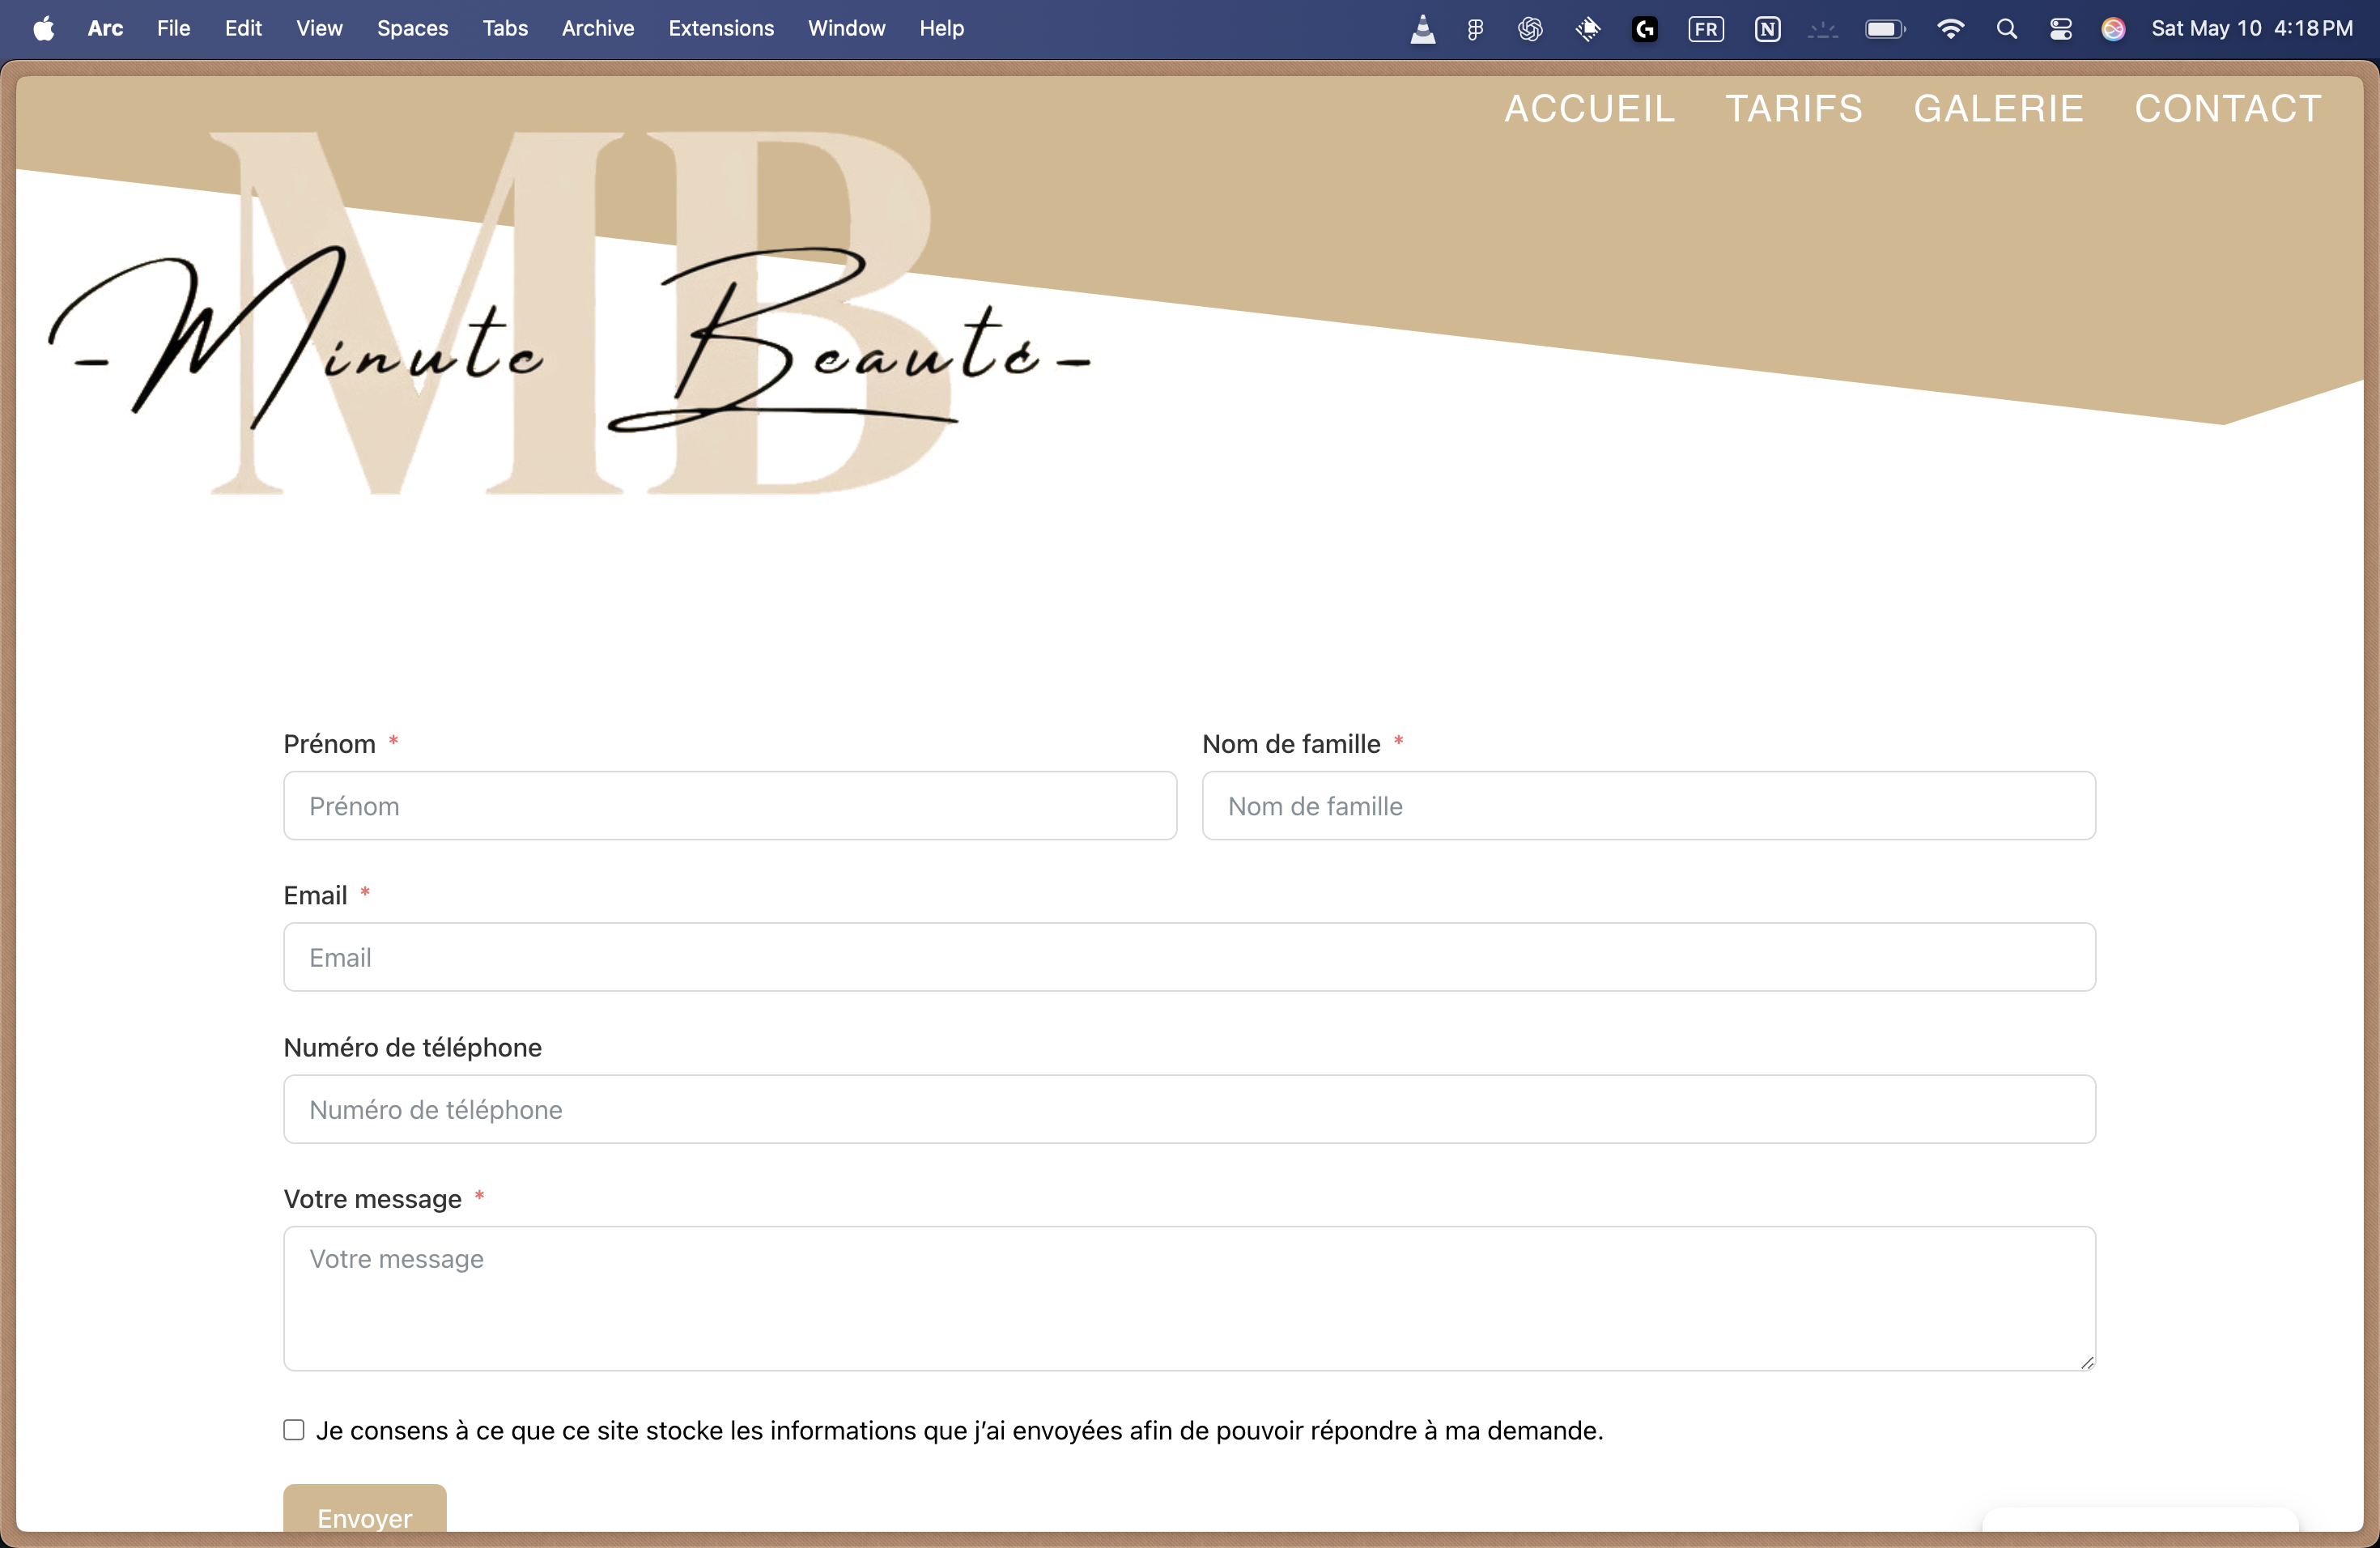 Arc File Edit View Spaces Tabs Archive Extensions Window Help FR N Sat May 10 4:18 PM
ACCUEIL TARIFS GALERIE CONTACT
MB
-Minute Beauté-
Prénom * Nom de famille *
Prénom Nom de famille
Email *
Email
Numéro de téléphone
Numéro de téléphone
Votre message *
Votre message
Je consens à ce que ce site stocke les informations que j’ai envoyées afin de pouvoir répondre à ma demande.
Envoyer